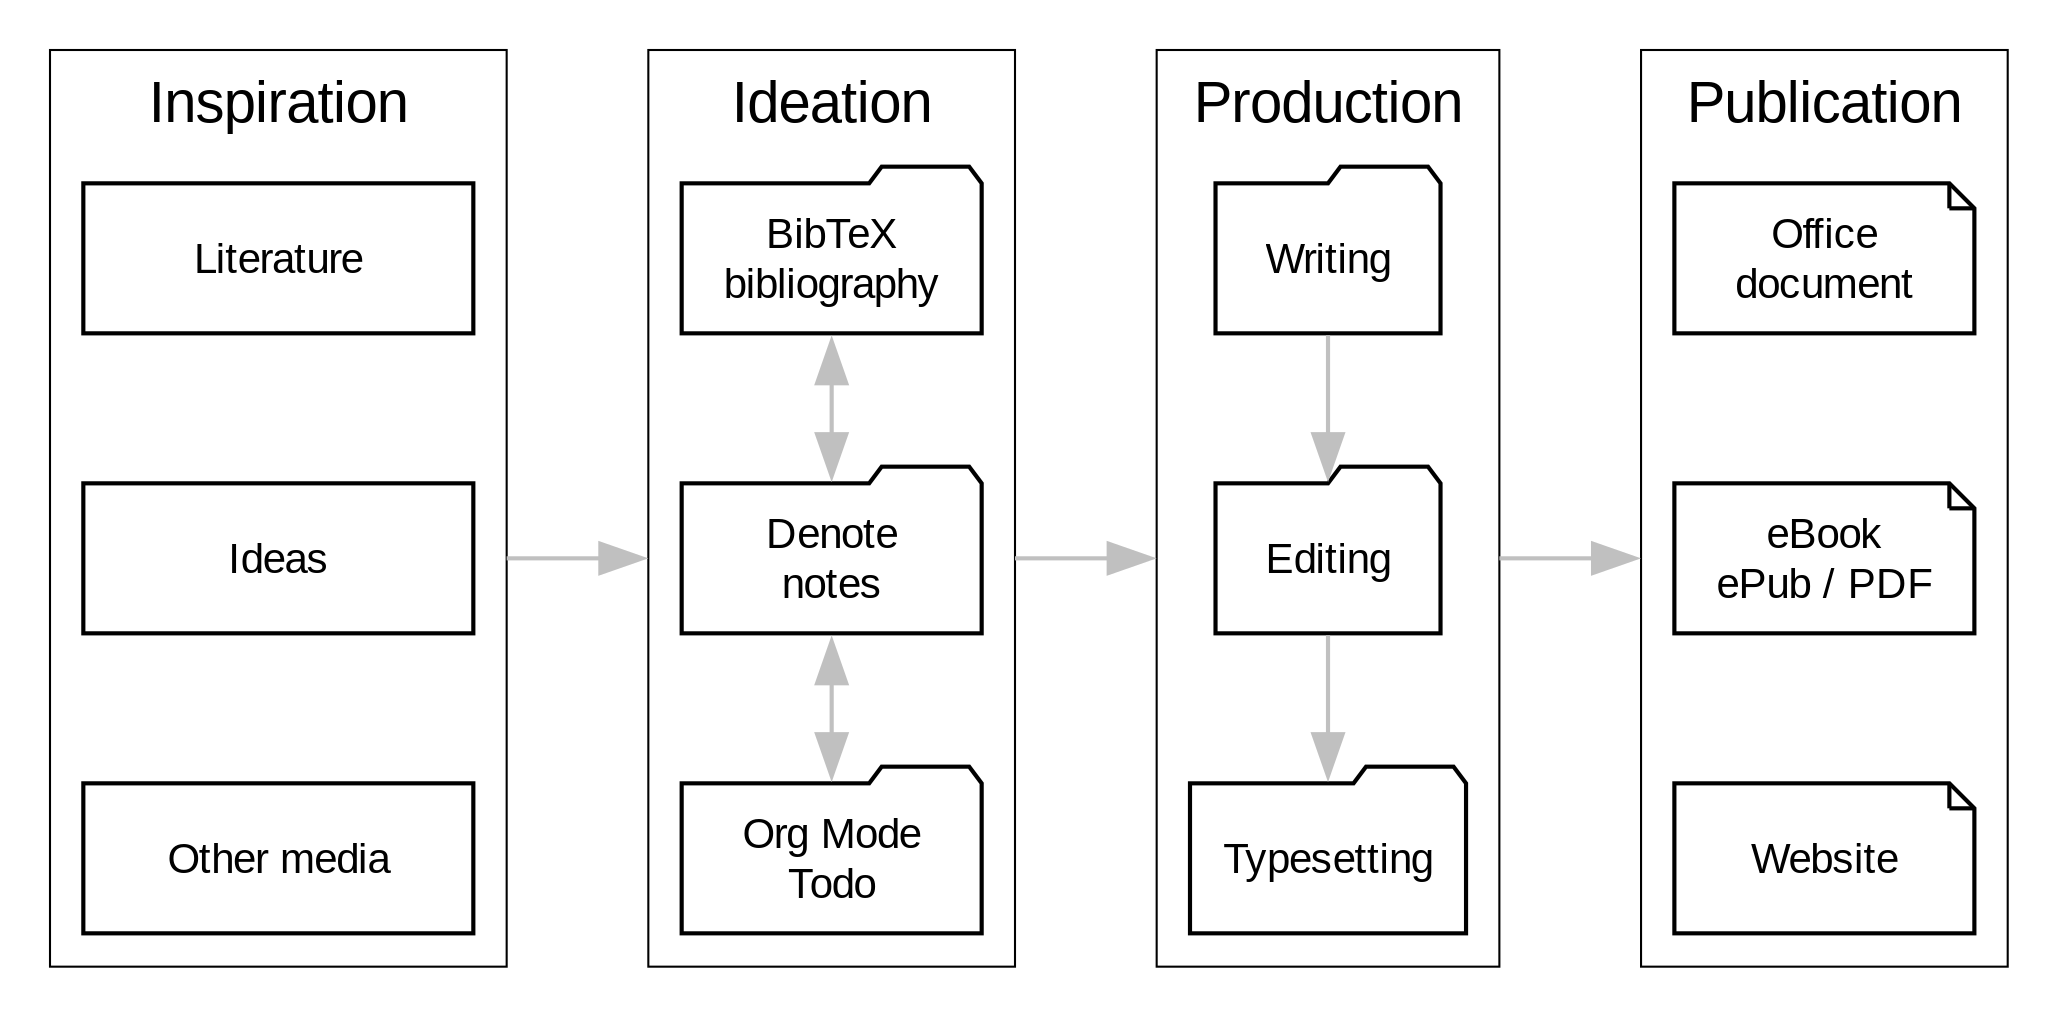 Inspiration
Literature
Ideas
Other media
Ideation
BibTeX
bibliography
Denote
notes
Org Mode
Todo
Production
Writing
Editing
Typesetting
Publication
Office
document
eBook
ePub / PDF
Website